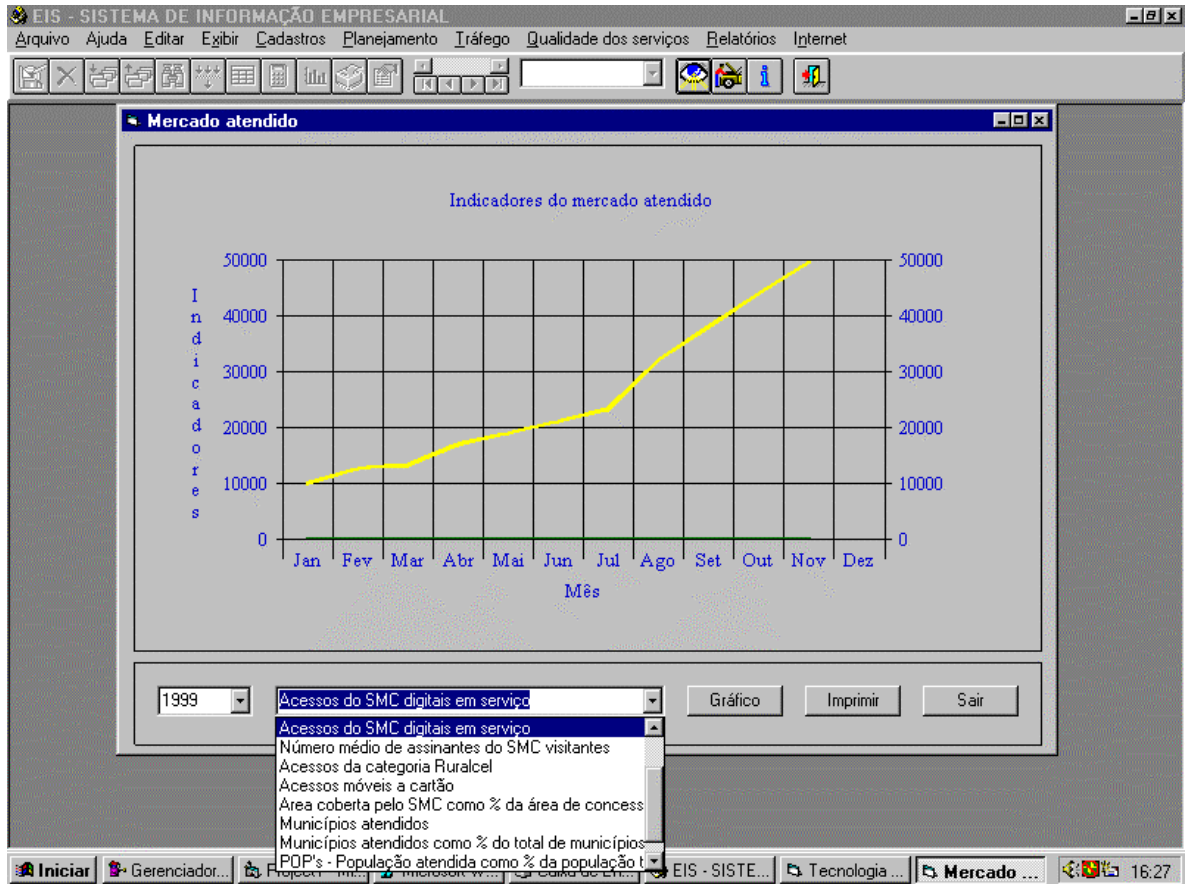 EIS - SISTEMA DE INFORMAÇÃO EMPRESARIAL
Arquivo Ajuda Editar Exibir Cadastros Planejamento Tráfego Qualidade dos serviços Relatórios Internet
Mercado atendido
Indicadores do mercado atendido
Indicadores
50000 50000
40000 40000
30000 30000
20000 20000
10000 10000
0 0
Jan Fev Mar Abr Mai Jun Jul Ago Set Out Nov Dez
Mês
1999 Acessos do SMC digitais em serviço Gráfico Imprimir Sair
Acessos do SMC digitais em serviço
Número médio de assinantes do SMC visitantes
Acessos da categoria Ruralcel
Acessos móveis a cartão
Area coberta pelo SMC como % da área de concess
Municípios atendidos
Municípios atendidos como % do total de municípios
POP's - População atendida como % da população t
Iniciar Gerenciador... EIS - SISTE... Tecnologia ... Mercado ... 16:27